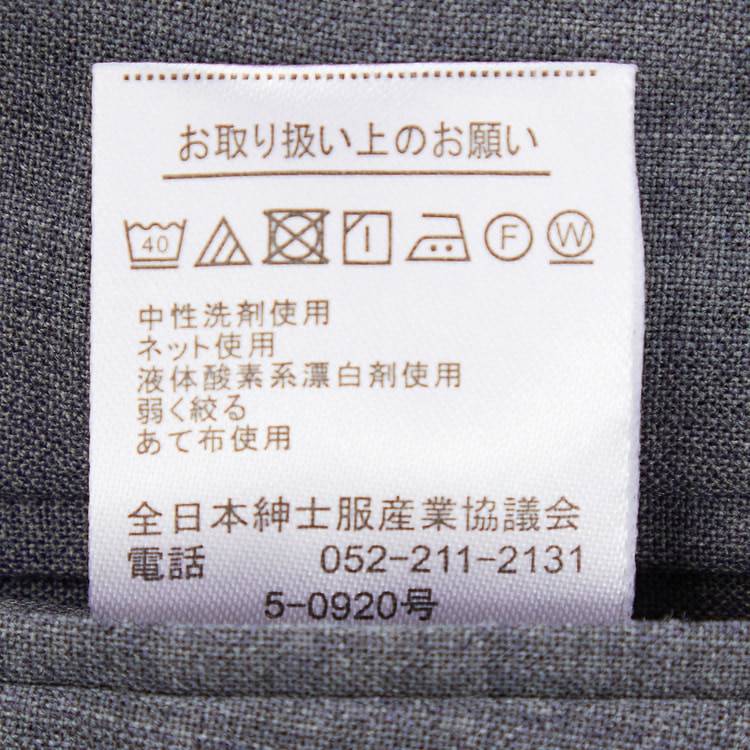 お取り扱い上のお願い
40 F W
中性洗剤使用
ネット使用
液体酸素系漂白剤使用
弱く絞る
あて布使用
全日本紳士服産業協議会
電話 052-211-2131
5-0920号